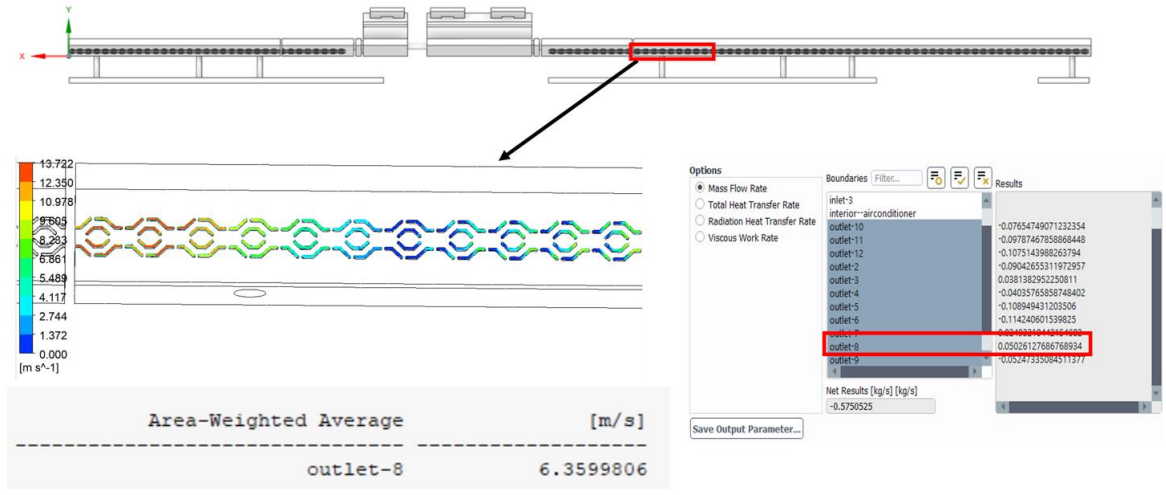 Y
X
13.722
12.350
10.978
9.605
8.233
6.861
5.489
4.117
2.744
1.372
0.000
[m s^-1]
Area-Weighted Average [m/s]
-------------------------------- --------------------
outlet-8 6.3599806
Options
Mass Flow Rate
Total Heat Transfer Rate
Radiation Heat Transfer Rate
Viscous Work Rate
Boundaries Filter...
Results
inlet-3
interior--airconditioner
outlet-10 -0.07654749071232354
outlet-11 -0.09787467858868448
outlet-12 -0.1075143988263794
outlet-2 -0.09042655311972957
outlet-3 0.0381382952250811
outlet-4 -0.04035765858748402
outlet-5 -0.108949431203506
outlet-6 -0.114240601539825
outlet-7
outlet-8 0.05026127686768934
outlet-9 -0.05247335084511377
Net Results [kg/s] [kg/s]
-0.5750525
Save Output Parameter...